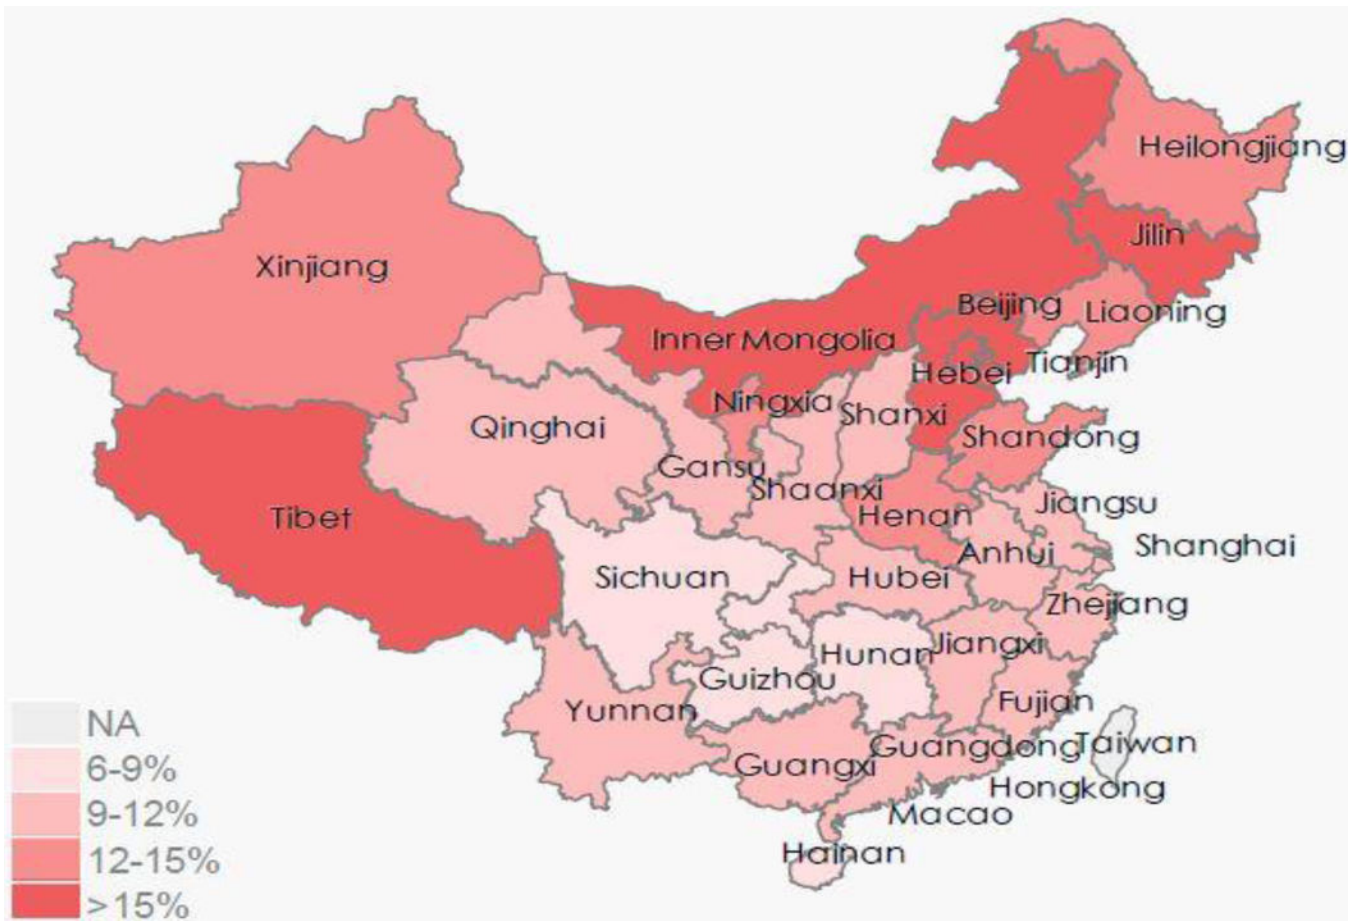 Heilongjiang
Jilin
Xinjiang
Beijing
Liaoning
Inner Mongolia
Hebei
Tianjin
Ningxia
Shanxi
Qinghai
Shandong
Gansu
Shaanxi
Jiangsu
Tibet
Henan
Shanghai
Anhui
Sichuan
Hubei
Zhejiang
Hunan
Jiangxi
Guizhou
Fujian
Yunnan
Guangdong
Taiwan
Guangxi
Hongkong
Macao
Hainan
NA
6-9%
9-12%
12-15%
>15%